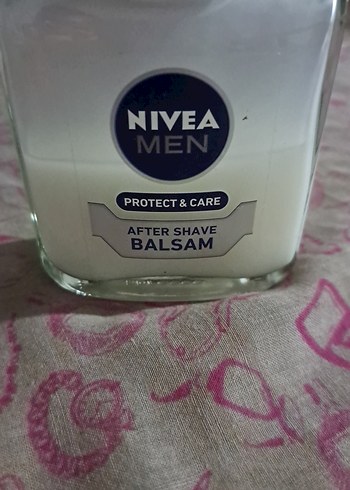 NIVEA
MEN
PROTECT & CARE
AFTER SHAVE
BALSAM